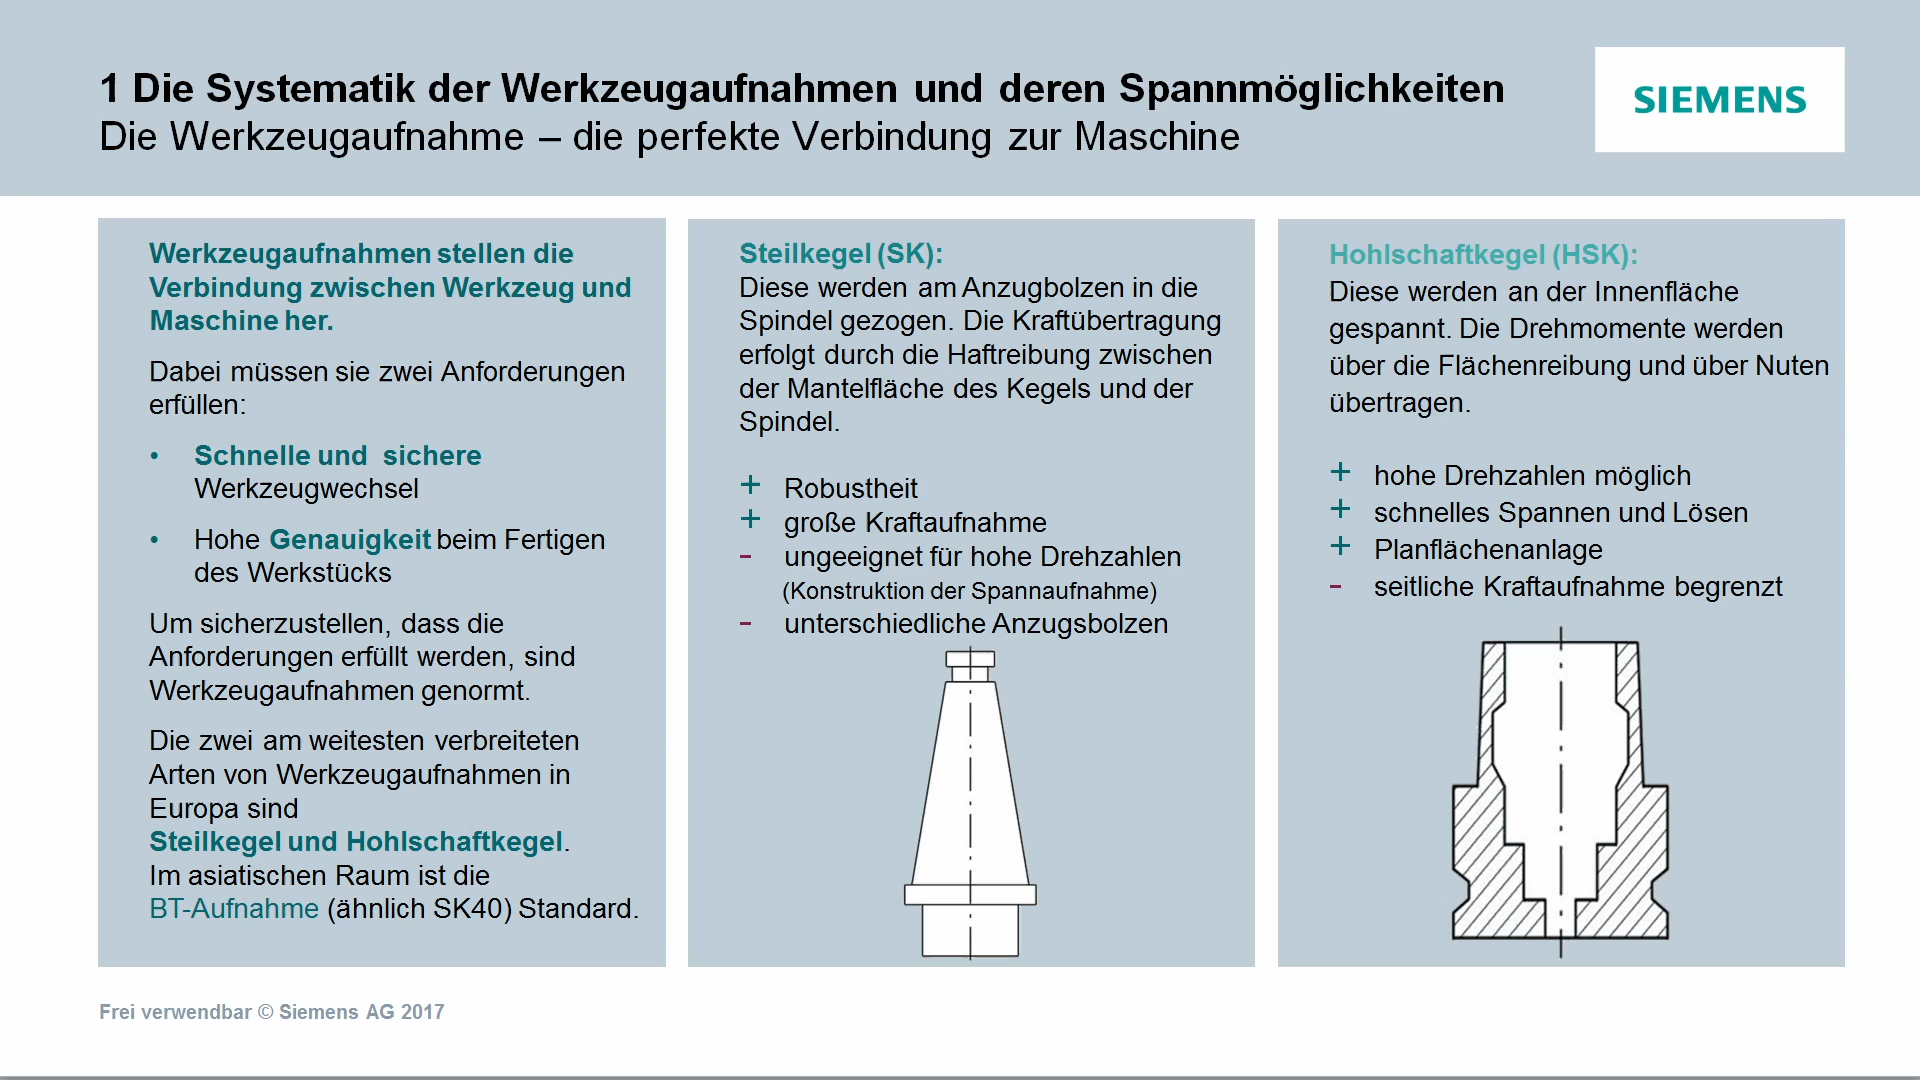 1 Die Systematik der Werkzeugaufnahmen und deren Spannmöglichkeiten
Die Werkzeugaufnahme – die perfekte Verbindung zur Maschine
SIEMENS
Werkzeugaufnahmen stellen die
Verbindung zwischen Werkzeug und
Maschine her.
Dabei müssen sie zwei Anforderungen
erfüllen:
• Schnelle und sichere
Werkzeugwechsel
• Hohe Genauigkeit beim Fertigen
des Werkstücks
Um sicherzustellen, dass die
Anforderungen erfüllt werden, sind
Werkzeugaufnahmen genormt.
Die zwei am weitesten verbreiteten
Arten von Werkzeugaufnahmen in
Europa sind
Steilkegel und Hohlschaftkegel.
Im asiatischen Raum ist die
BT-Aufnahme (ähnlich SK40) Standard.
Steilkegel (SK):
Diese werden am Anzugbolzen in die
Spindel gezogen. Die Kraftübertragung
erfolgt durch die Haftreibung zwischen
der Mantelfläche des Kegels und der
Spindel.
+ Robustheit
+ große Kraftaufnahme
- ungeeignet für hohe Drehzahlen
(Konstruktion der Spannaufnahme)
- unterschiedliche Anzugsbolzen
Hohlschaftkegel (HSK):
Diese werden an der Innenfläche
gespannt. Die Drehmomente werden
über die Flächenreibung und über Nuten
übertragen.
+ hohe Drehzahlen möglich
+ schnelles Spannen und Lösen
+ Planflächenanlage
- seitliche Kraftaufnahme begrenzt
Frei verwendbar © Siemens AG 2017